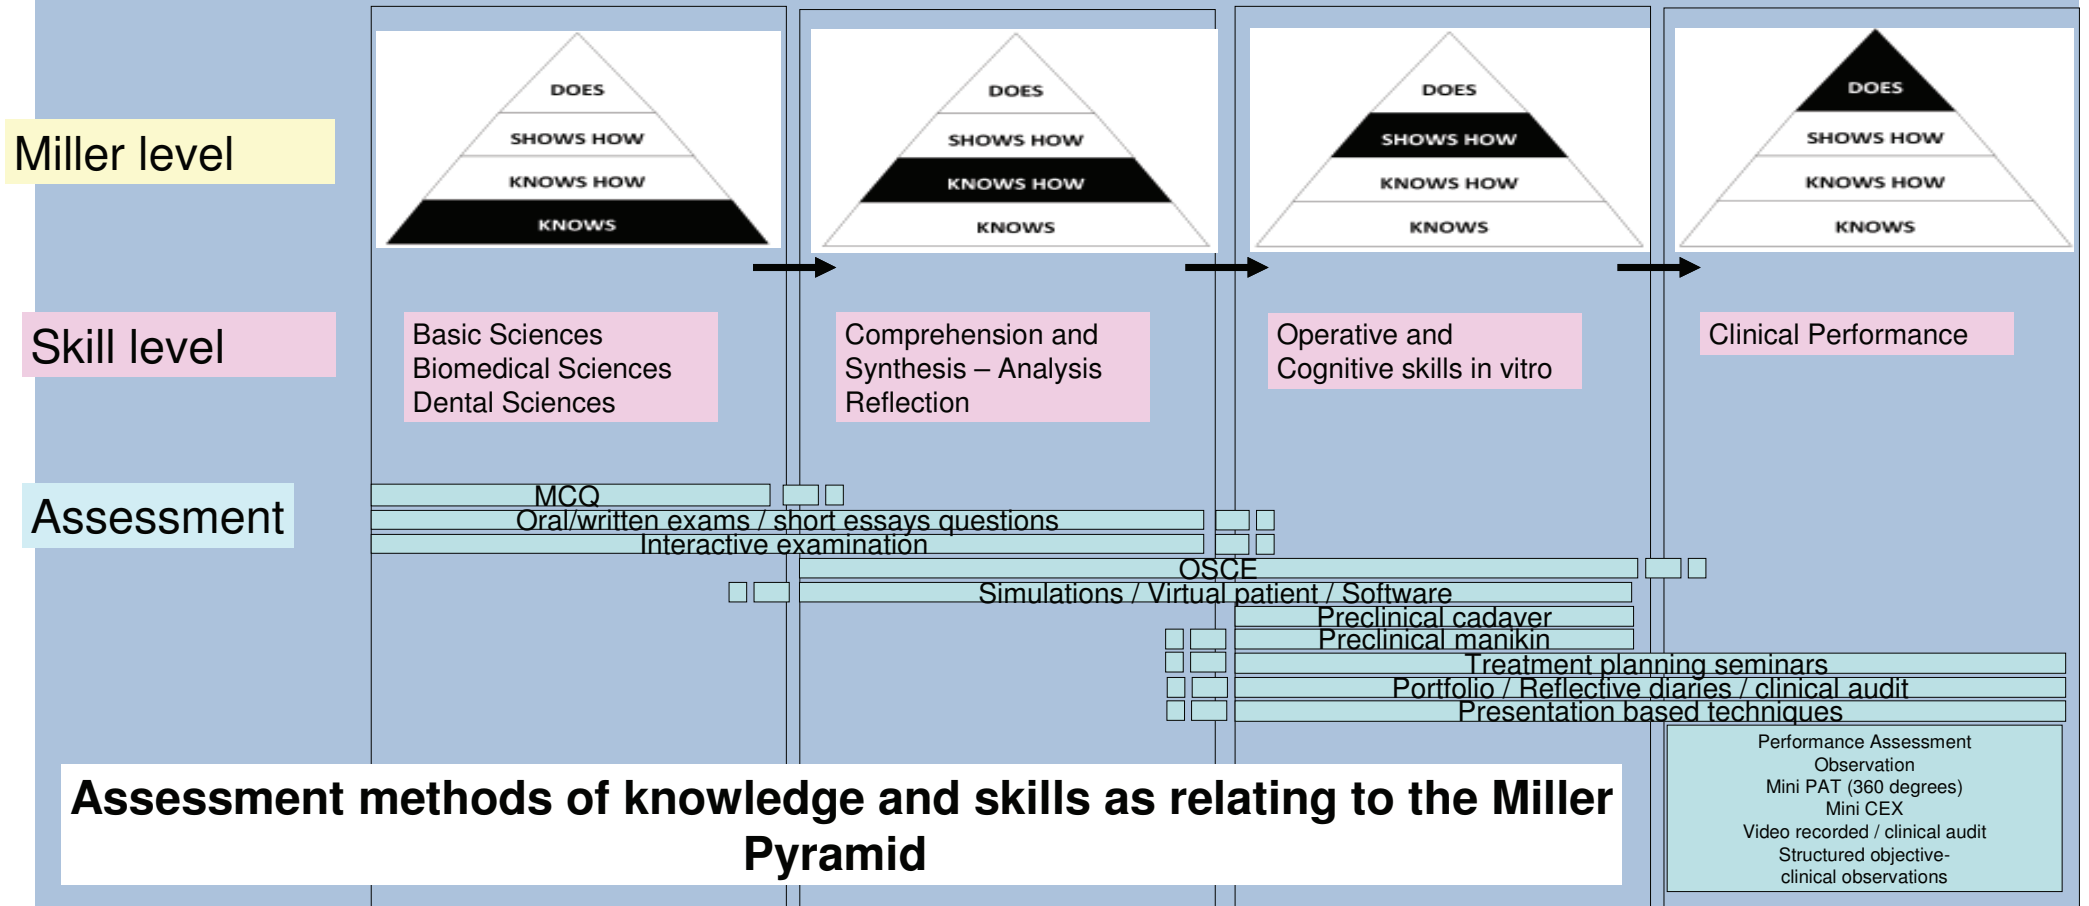 Miller level
DOES
SHOWS HOW
KNOWS HOW
KNOWS
DOES
SHOWS HOW
KNOWS HOW
KNOWS
DOES
SHOWS HOW
KNOWS HOW
KNOWS
DOES
SHOWS HOW
KNOWS HOW
KNOWS
Skill level
Basic Sciences
Biomedical Sciences
Dental Sciences
Comprehension and
Synthesis – Analysis
Reflection
Operative and
Cognitive skills in vitro
Clinical Performance
Assessment
MCQ
Oral/written exams / short essays questions
Interactive examination
OSCE
Simulations / Virtual patient / Software
Preclinical cadaver
Preclinical manikin
Treatment planning seminars
Portfolio / Reflective diaries / clinical audit
Presentation based techniques
Performance Assessment
Observation
Mini PAT (360 degrees)
Mini CEX
Video recorded / clinical audit
Structured objective-
clinical observations
Assessment methods of knowledge and skills as relating to the Miller
Pyramid